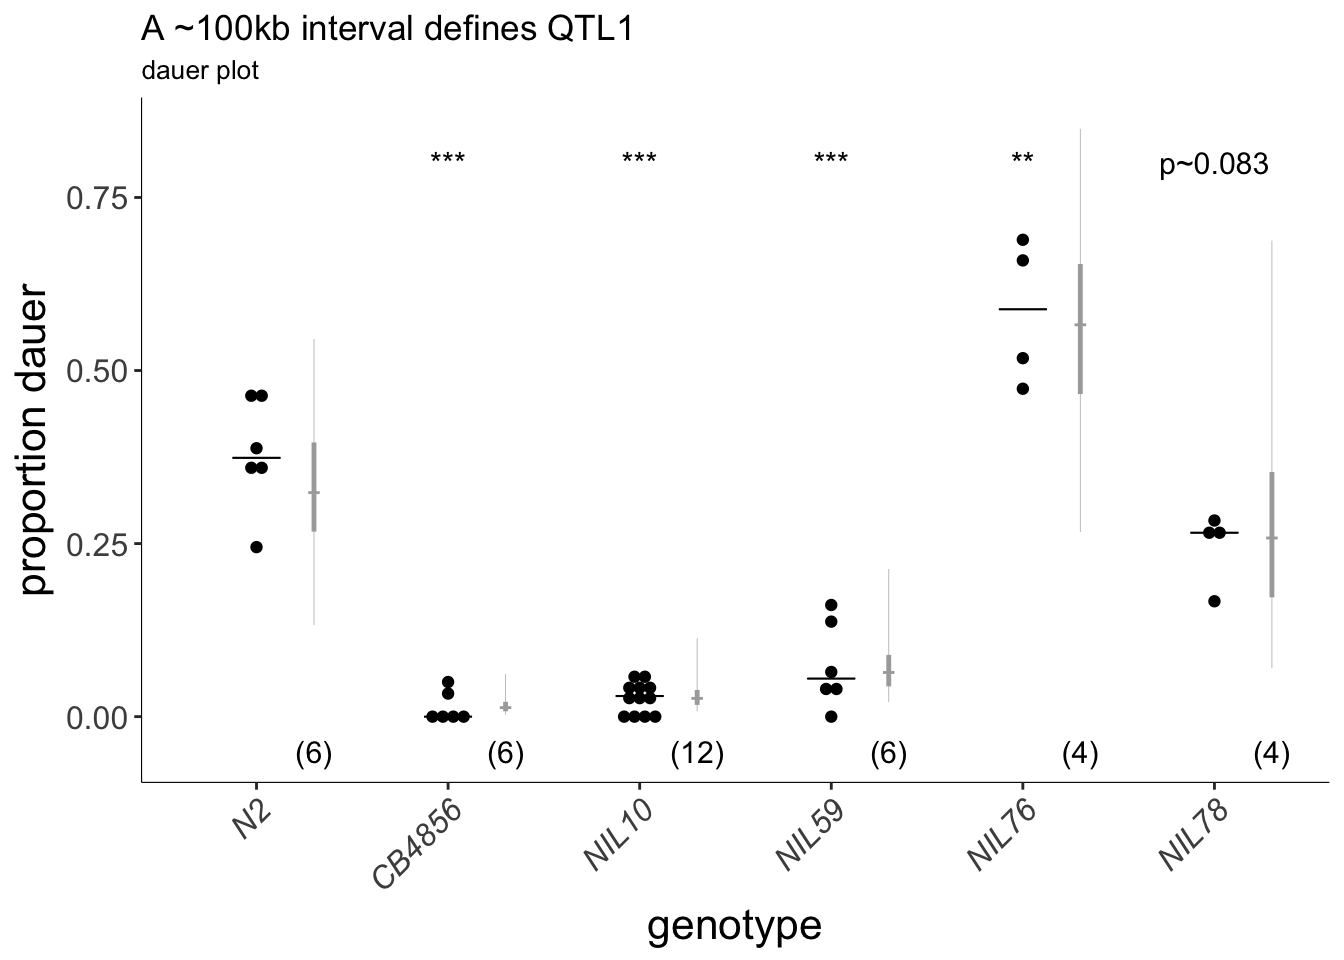 A ~100kb interval defines QTL1
dauer plot
*** *** *** ** p~0.083
0.75
0.50
0.25
0.00
proportion dauer
(6) (6) (12) (6) (4) (4)
N2 CB4856 NIL10 NIL59 NIL76 NIL78
genotype